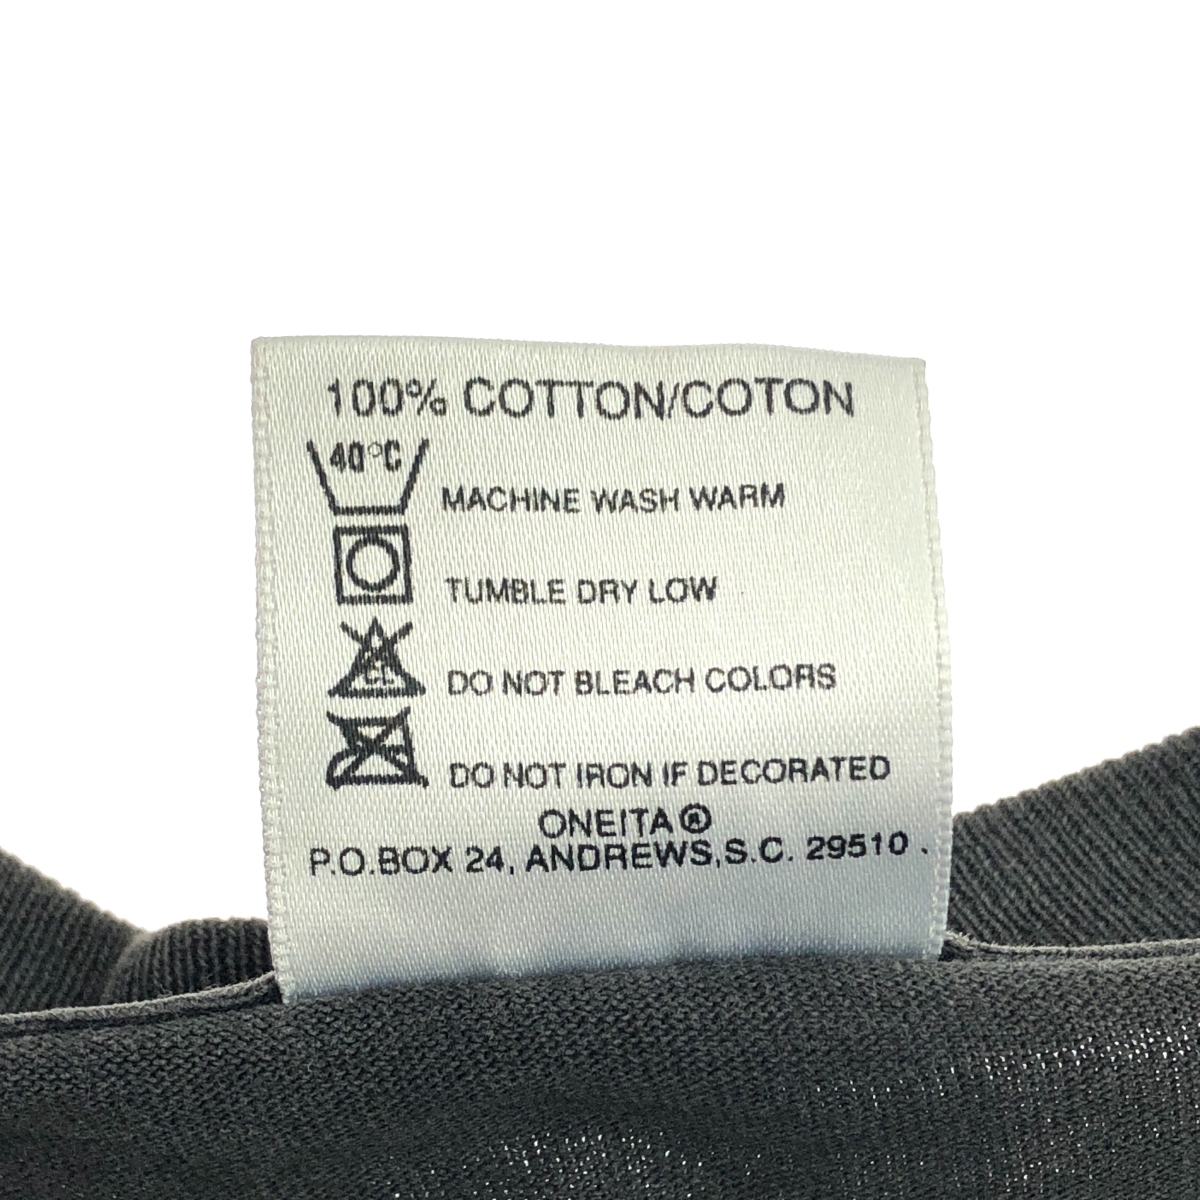 100% COTTON/COTON
40°C
MACHINE WASH WARM
TUMBLE DRY LOW
CL
DO NOT BLEACH COLORS
DO NOT IRON IF DECORATED
ONEITA®
P.O.BOX 24, ANDREWS,S.C. 29510 .